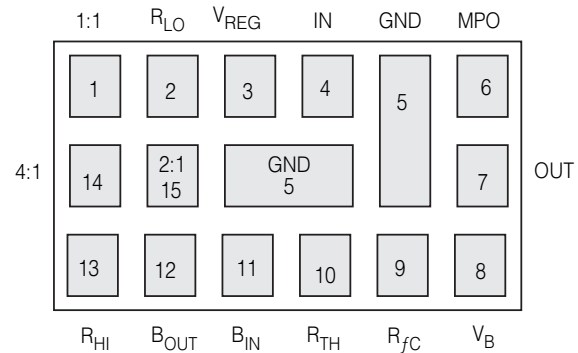 1:1 R_LO V_REG IN GND MPO
1 2 3 4 5 6
4:1 14 2:1 15 GND 5 7 OUT
13 12 11 10 9 8
R_HI B_OUT B_IN R_TH R_fC V_B